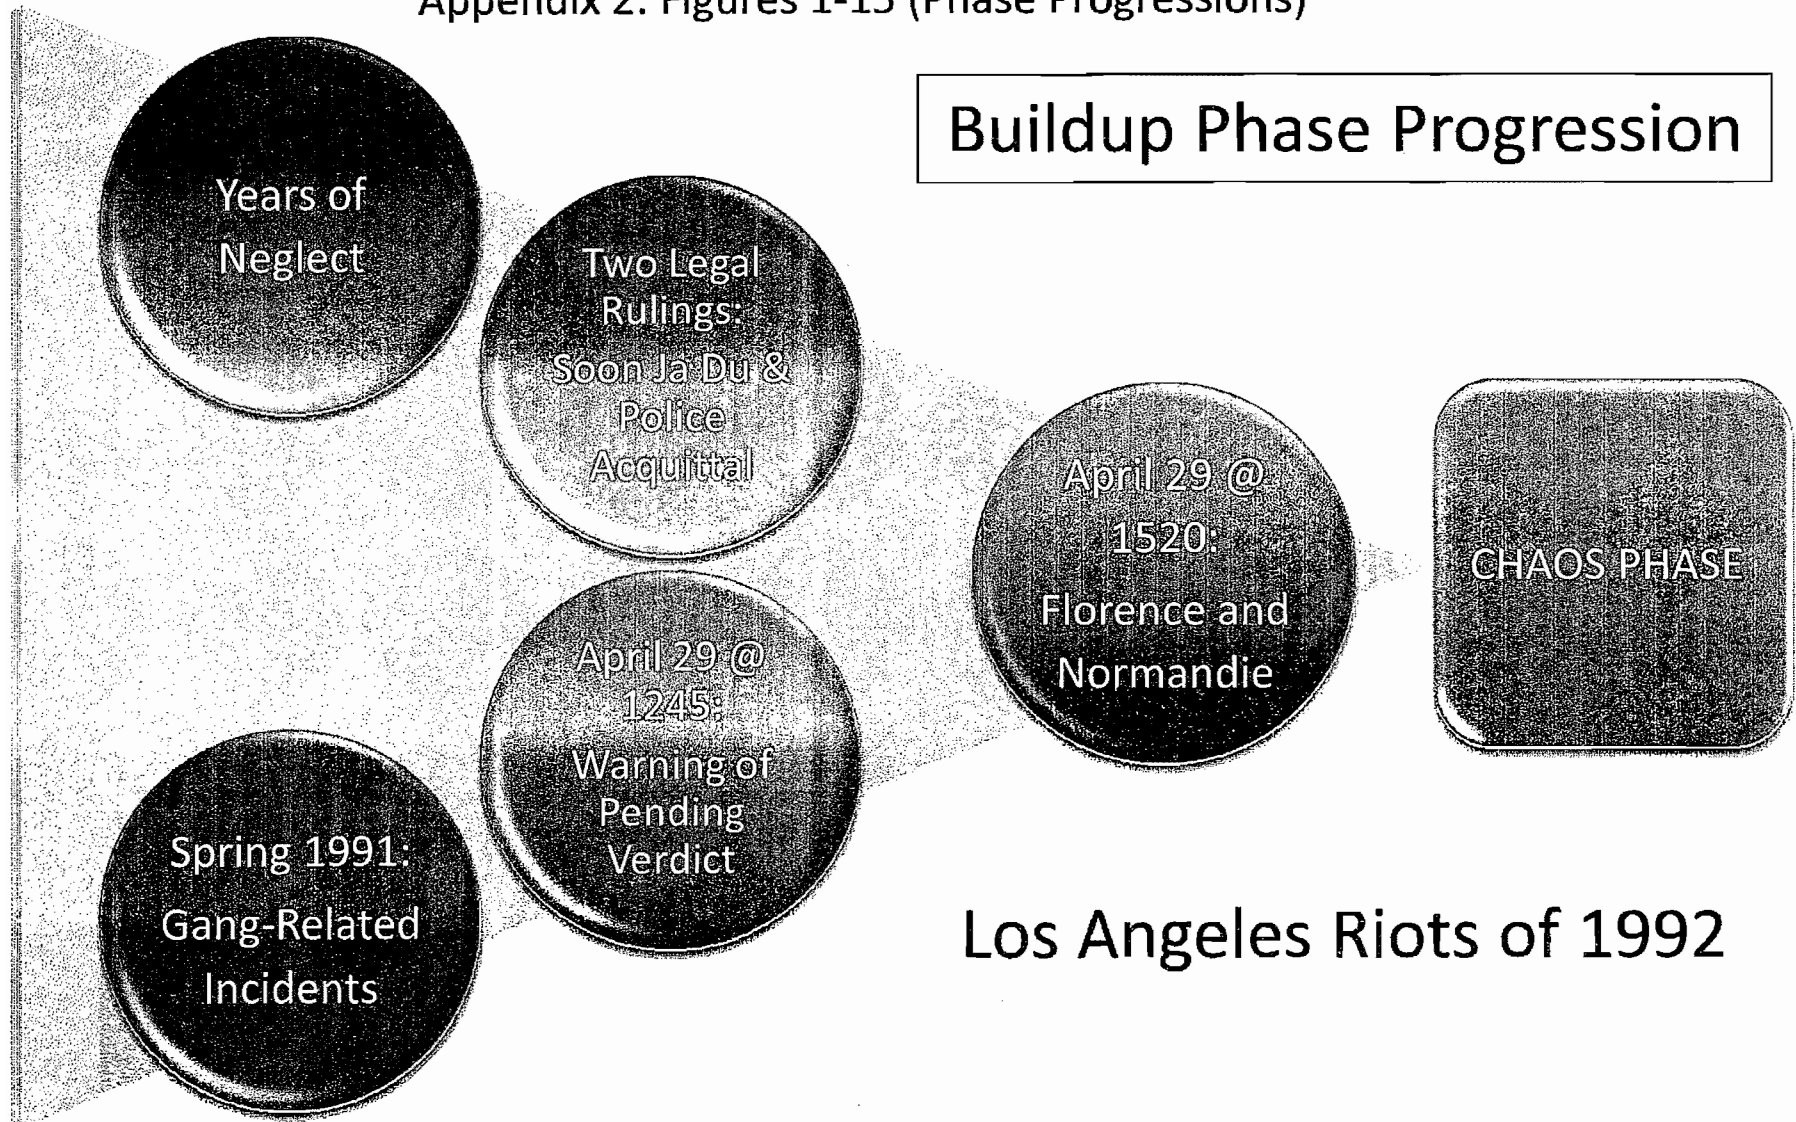 Appendix 2: Figures 1-15 (Phase Progressions)
Buildup Phase Progression
Years of
Neglect
Two Legal
Rulings:
Soon Ja Du &
Police
Acquittal
April 29 @
1520:
Florence and
Normandie
CHAOS PHASE
April 29 @
1245:
Warning of
Pending
Verdict
Spring 1991:
Gang-Related
Incidents
Los Angeles Riots of 1992